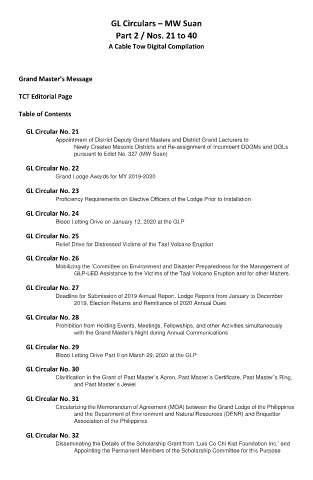 GL Circulars – MW Suan
Part 2 / Nos. 21 to 40
A Cable Tow Digital Compilation
Grand Master's Message
TCT Editorial Page
Table of Contents
GL Circular No. 21
Appointment of District Deputy Grand Masters and District Grand Lecturers to
Newly Created Masonic Districts and Re-assignment of Incumbent DDGMs and DGLs
pursuant to Edict No. 327 (MW Suan)
GL Circular No. 22
Grand Lodge Awards for MY 2019-2020
GL Circular No. 23
Proficiency Requirements on Elective Officers of the Lodge Prior to Installation
GL Circular No. 24
Blood Letting Drive on January 12, 2020 at the GLP
GL Circular No. 25
Relief Drive for Distressed Victims of the Taal Volcano Eruption
GL Circular No. 26
Mobilizing the 'Committee on Environment and Disaster Preparedness for the Management of
GLP-LED Assistance to the Victims of the Taal Volcano Eruption and for other Matters.
GL Circular No. 27
Deadline for Submission of 2019 Annual Report, Lodge Reports from January to December
2019, Election Returns and Remittance of 2020 Annual Dues
GL Circular No. 28
Prohibition from Holding Events, Meetings, Fellowships, and other Activities simultaneously
with the Grand Master's Night during Annual Communications
GL Circular No. 29
Blood Letting Drive Part II on March 29, 2020 at the GLP
GL Circular No. 30
Clarification in the Grant of Past Master's Apron, Past Master's Certificate, Past Master's Ring,
and Past Master's Jewel
GL Circular No. 31
Circularizing the Memorandum of Agreement (MOA) between the Grand Lodge of the Philippines
and the Department of Environment and Natural Resources (DENR) and Briquettor
Association of the Philippines
GL Circular No. 32
Disseminating the Details of the Scholarship Grant from 'Luis Co Chi Kiat Foundation Inc.' and
Appointing the Permanent Members of the Scholarship Committee for this Purpose